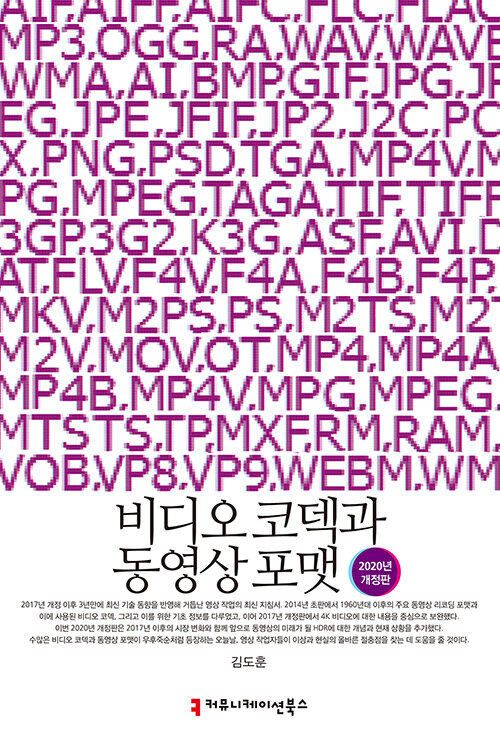 AIF,AIFF,AIFC,FLC,FLAC
MP3,OGG,RA,WAV,WAVE
WMA,AI,BMP,GIF,JPG,JP
EG,JPE,JFIF,JP2,J2C,PC
X,PNG,PSD,TGA,MP4V,M
PG,MPEG,TAGA,TIF,TIFF
3GP,3G2,K3G,ASF,AVI,D
AT,FLV,F4V,F4A,F4B,F4P,
MKV,M2PS,PS,M2TS,M2T
M2V,MOV,OT,MP4,MP4A
MP4B,MP4V,MPG,MPEG,
MTSTS,TP,MXF,RM,RAM,
VOB,VP8,VP9,WEBM,WM
비디오 코덱과
동영상 포맷
2020년
개정판
2017년 개정 이후 3년만에 최신 기술 동향을 반영해 거듭난 영상 작업의 최신 지침서. 2014년 초판에서 1960년대 이후의 주요 동영상 리코딩 포맷과
이에 사용된 비디오 코덱, 그리고 이를 위한 기초 정보를 다루었고, 이어 2017년 개정판에서 4K 비디오에 대한 내용을 중심으로 보완했다.
이번 2020년 개정판은 2017년 이후의 시장 변화와 함께 앞으로 동영상의 미래가 될 HDR에 대한 개념과 현재 상황을 추가했다.
수많은 비디오 코덱과 동영상 포맷이 우후죽순처럼 등장하는 오늘날, 영상 작업자들이 이상과 현실의 올바른 절충점을 찾는 데 도움을 줄 것이다.
김도훈
커뮤니케이션북스